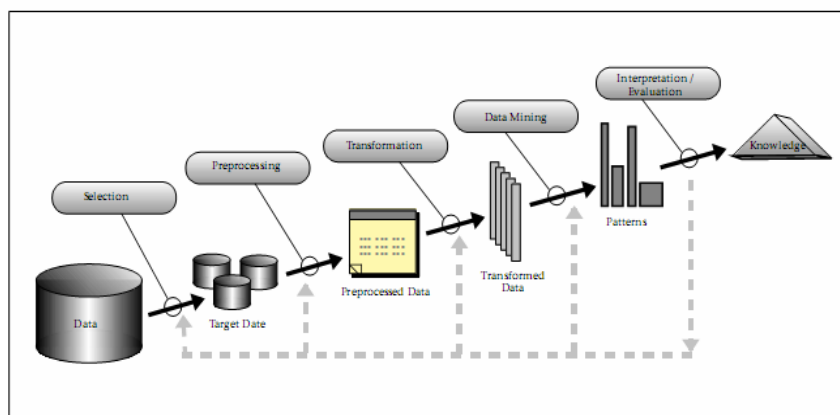 Interpretation /
Evaluation
Data Mining
Transformation
Knowledge
Preprocessing
Selection
Patterns
Transformed
Data
Preprocessed Data
Target Date
Data